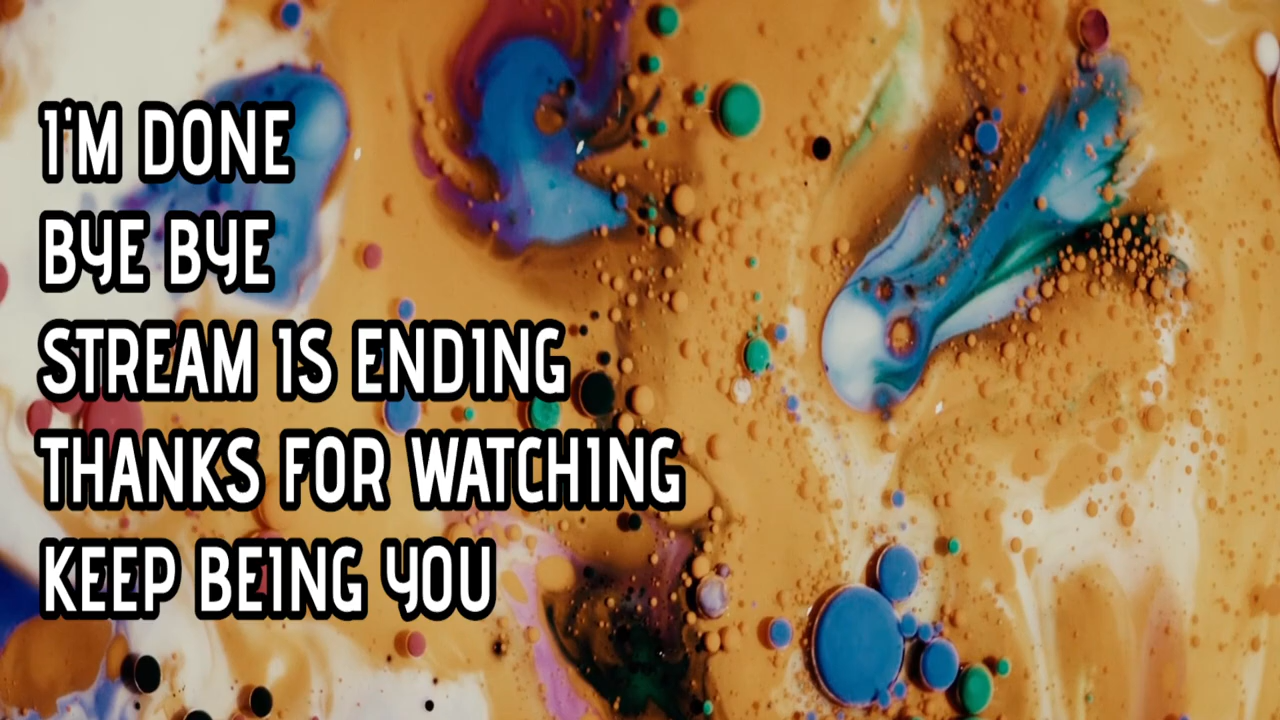 I'M DONE
BYE BYE
STREAM IS ENDING
THANKS FOR WATCHING
KEEP BEING YOU